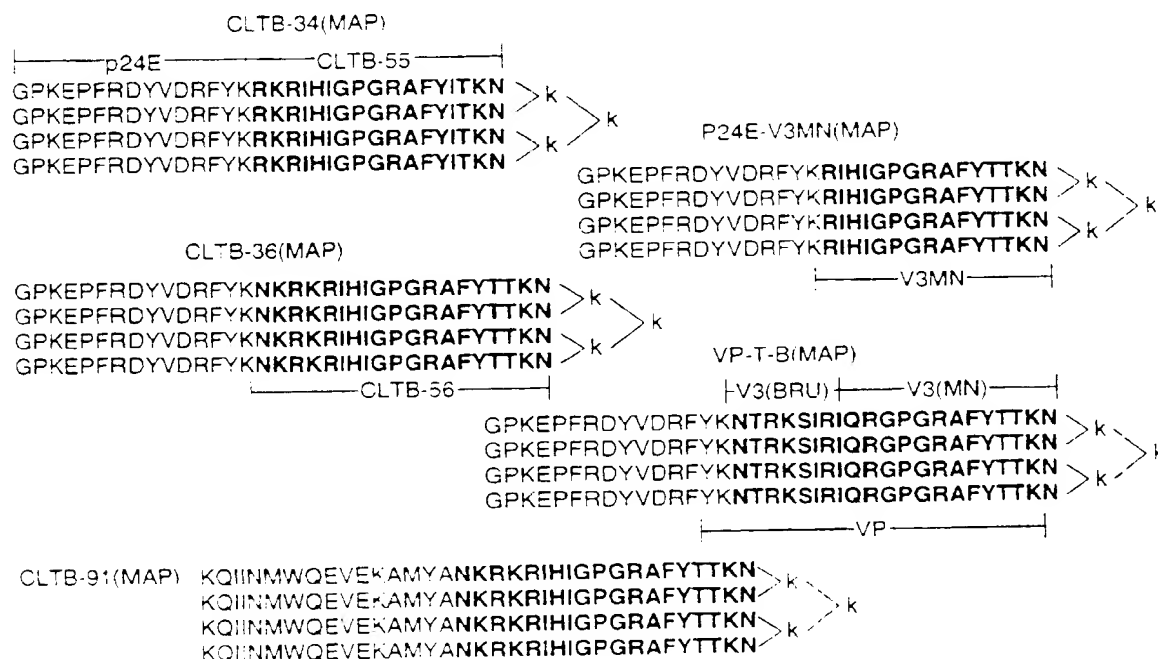 CLTB-34(MAP)
p24E CLTB-55
GPKEPFRDYVDRFYKRKRIHIGPGRAFYITKN
GPKEPFRDYVDRFYKRKRIHIGPGRAFYITKN k
GPKEPFRDYVDRFYKRKRIHIGPGRAFYITKN k
GPKEPFRDYVDRFYKRKRIHIGPGRAFYITKN k
P24E-V3MN(MAP)
GPKEPFRDYVDRFYKRIHIGPGRAFYTTKN
GPKEPFRDYVDRFYKRIHIGPGRAFYTTKN k
GPKEPFRDYVDRFYKRIHIGPGRAFYTTKN k
GPKEPFRDYVDRFYKRIHIGPGRAFYTTKN k
V3MN
CLTB-36(MAP)
GPKEPFRDYVDRFYKNKRKRIHIGPGRAFYTTKN
GPKEPFRDYVDRFYKNKRKRIHIGPGRAFYTTKN k
GPKEPFRDYVDRFYKNKRKRIHIGPGRAFYTTKN k
GPKEPFRDYVDRFYKNKRKRIHIGPGRAFYTTKN k
CLTB-56
VP-T-B(MAP)
V3(BRU) V3(MN)
GPKEPFRDYVDRFYKNTRKSIRIQRGPGRAFYTTKN
GPKEPFRDYVDRFYKNTRKSIRIQRGPGRAFYTTKN k
GPKEPFRDYVDRFYKNTRKSIRIQRGPGRAFYTTKN k
GPKEPFRDYVDRFYKNTRKSIRIQRGPGRAFYTTKN
VP
CLTB-91(MAP) KQIINMWQEVEKAMYANKRKRIHIGPGRAFYTTKN
KQIINMWQEVEKAMYANKRKRIHIGPGRAFYTTKN k
KQIINMWQEVEKAMYANKRKRIHIGPGRAFYTTKN k
KQIINMWQEVEKAMYANKRKRIHIGPGRAFYTTKN k